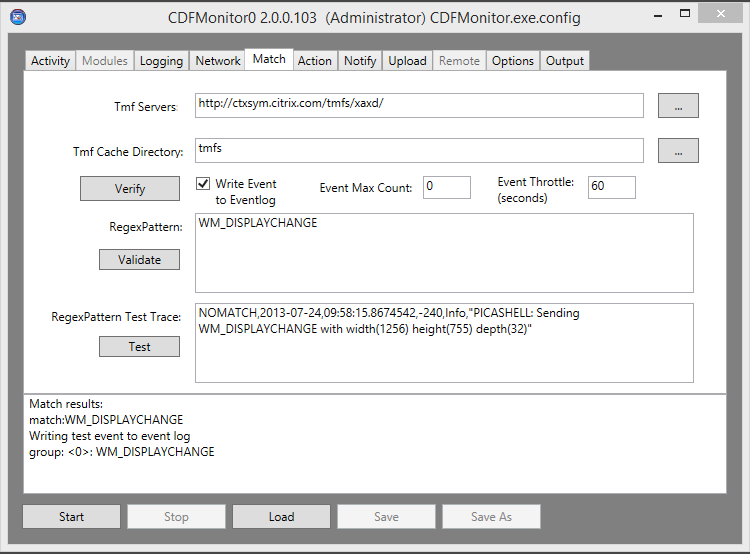 CDFMonitor0 2.0.0.103 (Administrator) CDFMonitor.exe.config
Activity Modules Logging Network Match Action Notify Upload Remote Options Output
Tmf Servers: http://ctxsym.citrix.com/tmfs/xaxd/ ...
Tmf Cache Directory: tmfs ...
Verify Write Event to Eventlog Event Max Count: 0 Event Throttle: (seconds) 60
RegexPattern: WM_DISPLAYCHANGE
Validate
RegexPattern Test Trace: NOMATCH,2013-07-24,09:58:15.8674542,-240,Info,"PICASHELL: Sending
WM_DISPLAYCHANGE with width(1256) height(755) depth(32)"
Test
Match results:
match:WM_DISPLAYCHANGE
Writing test event to event log
group: <0>: WM_DISPLAYCHANGE
Start Stop Load Save Save As